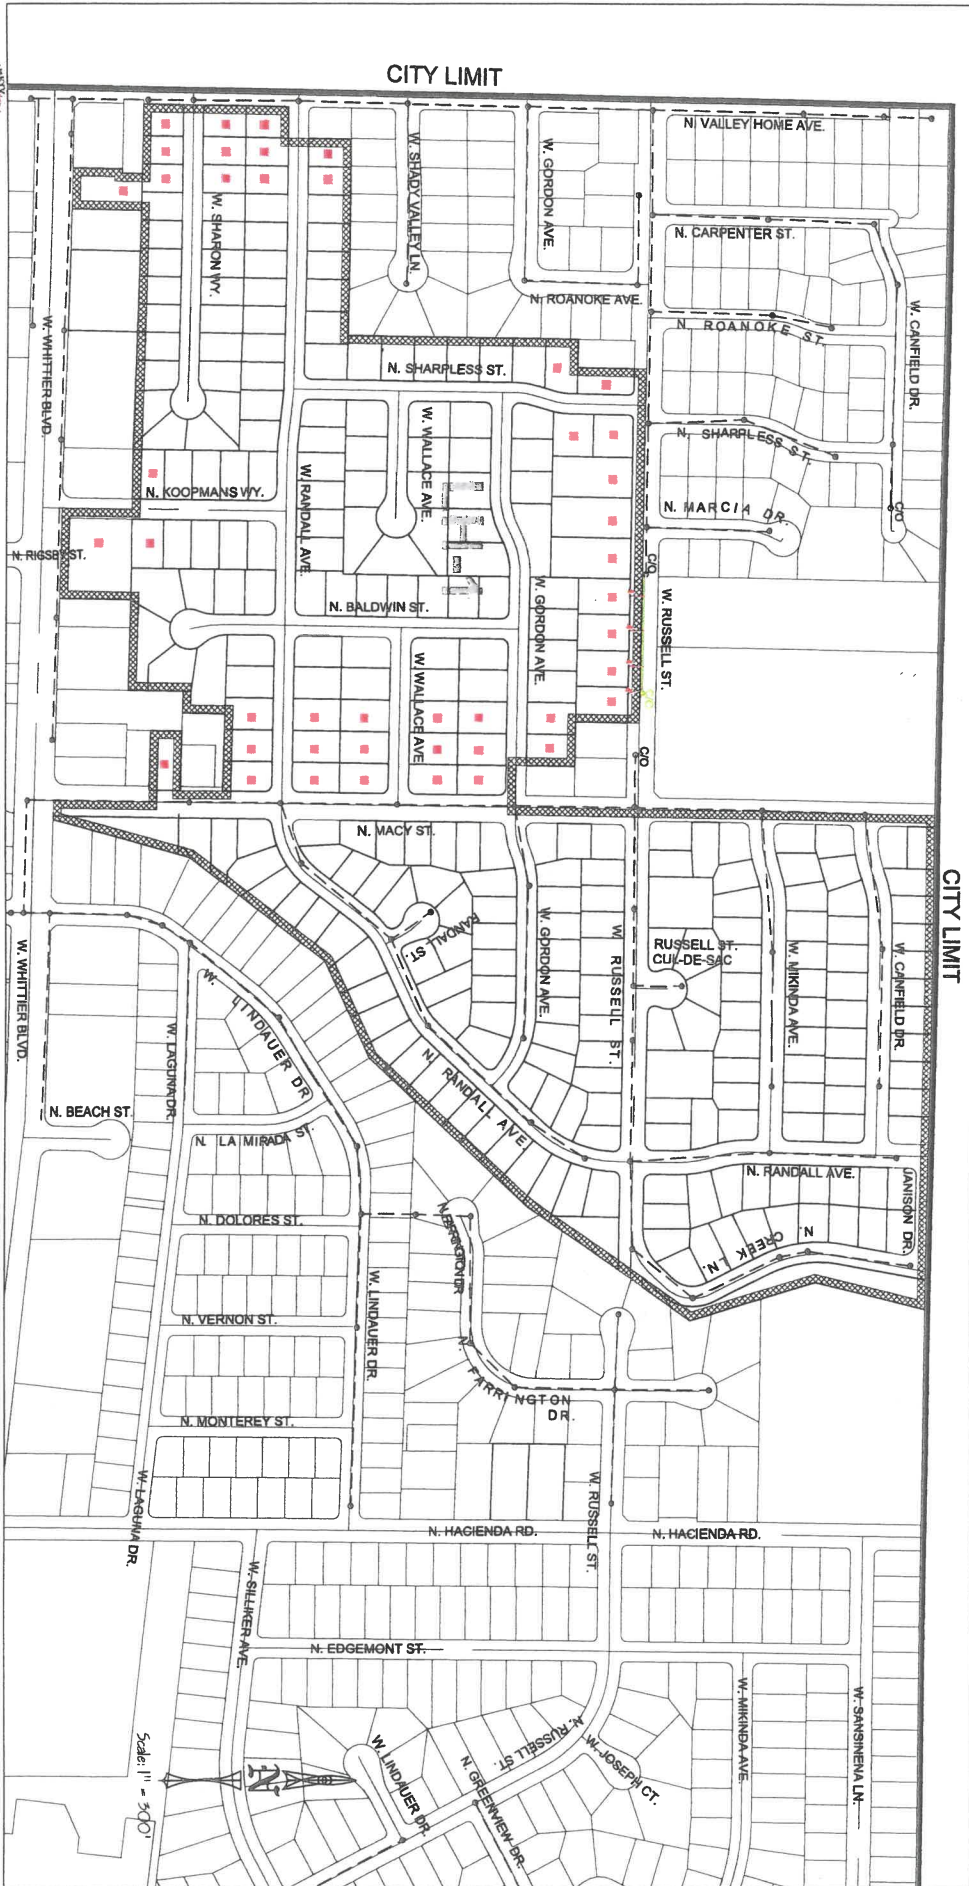 CITY LIMIT
N. VALLEY HOME AVE.
W. SHADY VALLEY LN.
W. GORDON AVE.
W. SHARON WY.
N. CARPENTER ST.
N. ROANOKE AVE.
N. ROANOKE ST.
W. CANFIELD DR.
W. WHITTIER BLVD.
N. SHARPLESS ST.
N. SHARPLESS ST.
W. WALLACE AVE.
W. RANDALL AVE.
N. KOOPMANS WY.
N. MARCIA DR.
C/O
C/O
N. RIGSBY ST.
W. GORDON AVE.
W. RUSSELL ST.
N. BALDWIN ST.
W. WALLACE AVE
C/O
N. MACY ST.
CITY LIMIT
RANDALL ST.
W. GORDON AVE.
W. RUSSELL ST.
RUSSELL ST.
CUL-DE-SAC
W. MIKINDA AVE.
W. CANFIELD DR.
W. WHITTIER BLVD.
W. LINDAUER DR
W. LAGUNA DR.
N. RANDALL AVE.
N. BEACH ST.
N. LA MIRADA ST.
N. RANDALL AVE.
JANISON DR.
N. CREEK LN.
N. DOLORES ST.
W. LINDAUER DR.
N. VERNON ST.
N. FARRINGTON
DR.
N. MONTEREY ST.
W. LAGUNA DR.
W. RUSSELL ST.
N. HACIENDA RD.
N. HACIENDA RD.
W. SILLIKER AVE.
N. EDGEMONT ST.
W. MIKINDA AVE.
W. SANSINENA LN.
N. RUSSELL ST.
W. JOSEPH CT.
W. LINDAUER DR.
N. GREENVIEW DR.
N
Scale: 1" = 300'